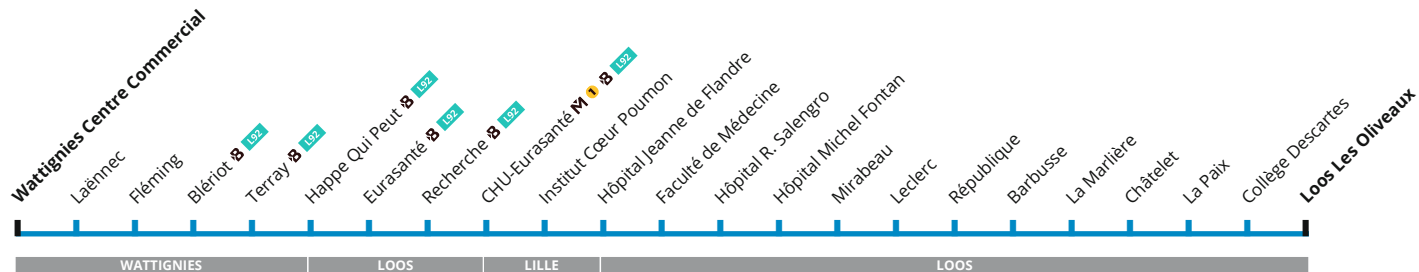 Wattignies Centre Commercial
Laënnec
Fléming
Blériot B L92
Terray B L92
Happe Qui Peut B L92
Eurasanté B L92
Recherche B L92
CHU-Eurasanté M 1 B L92
Institut Cœur Poumon
Hôpital Jeanne de Flandre
Faculté de Médecine
Hôpital R. Salengro
Hôpital Michel Fontan
Mirabeau
Leclerc
République
Barbusse
La Marlière
Châtelet
La Paix
Collège Descartes
Loos Les Oliveaux
WATTIGNIES
LOOS
LILLE
LOOS